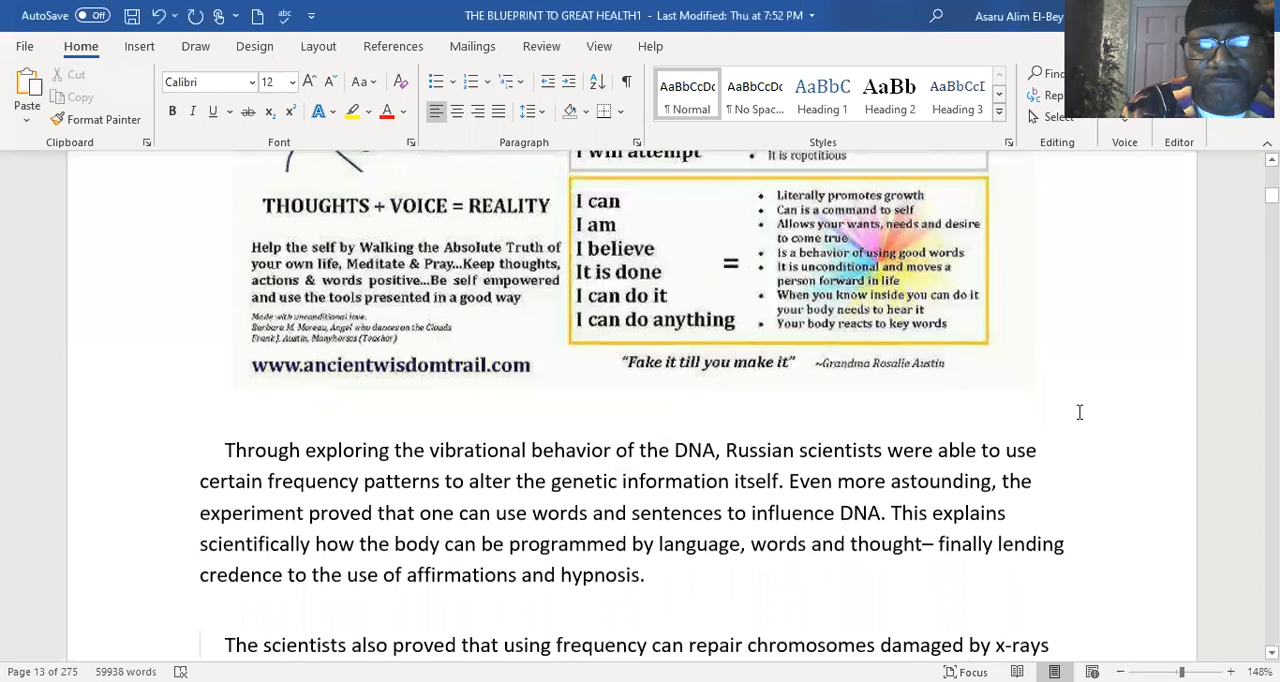 AutoSave Off
THE BLUEPRINT TO GREAT HEALTH1 - Last Modified: Thu at 7:52 PM
Asaru Alim El-Bey
File Home Insert Draw Design Layout References Mailings Review View Help
Paste
Cut
Copy
Format Painter
Calibri 12
AaBbCcDc AaBbCcDc AaBbC AaBb AaBbCcI
¶ Normal ¶ No Spac... Heading 1 Heading 2 Heading 3
Clipboard Font Paragraph Styles Editing Voice Editor
I will attempt
• It is repetitious
THOUGHTS + VOICE = REALITY
Help the self by Walking the Absolute Truth of
your own life, Meditate & Pray...Keep thoughts,
actions & words positive...Be self empowered
and use the tools presented in a good way
Made with unconditional love.
Barbara M. Moreau, Angel who dances on the Clouds
Frank J. Austin, Manyhorses (Teacher)
www.ancientwisdomtrail.com
I can
I am
I believe
It is done
I can do it
I can do anything
=
• Literally promotes growth
• Can is a command to self
• Allows your wants, needs and desire
to come true
• Is a behavior of using good words
• It is unconditional and moves a
person forward in life
• When you know inside you can do it
your body needs to hear it
• Your body reacts to key words
"Fake it till you make it" ~Grandma Rosalie Austin
Through exploring the vibrational behavior of the DNA, Russian scientists were able to use
certain frequency patterns to alter the genetic information itself. Even more astounding, the
experiment proved that one can use words and sentences to influence DNA. This explains
scientifically how the body can be programmed by language, words and thought– finally lending
credence to the use of affirmations and hypnosis.
The scientists also proved that using frequency can repair chromosomes damaged by x-rays
Page 13 of 275 59938 words
Focus
148%